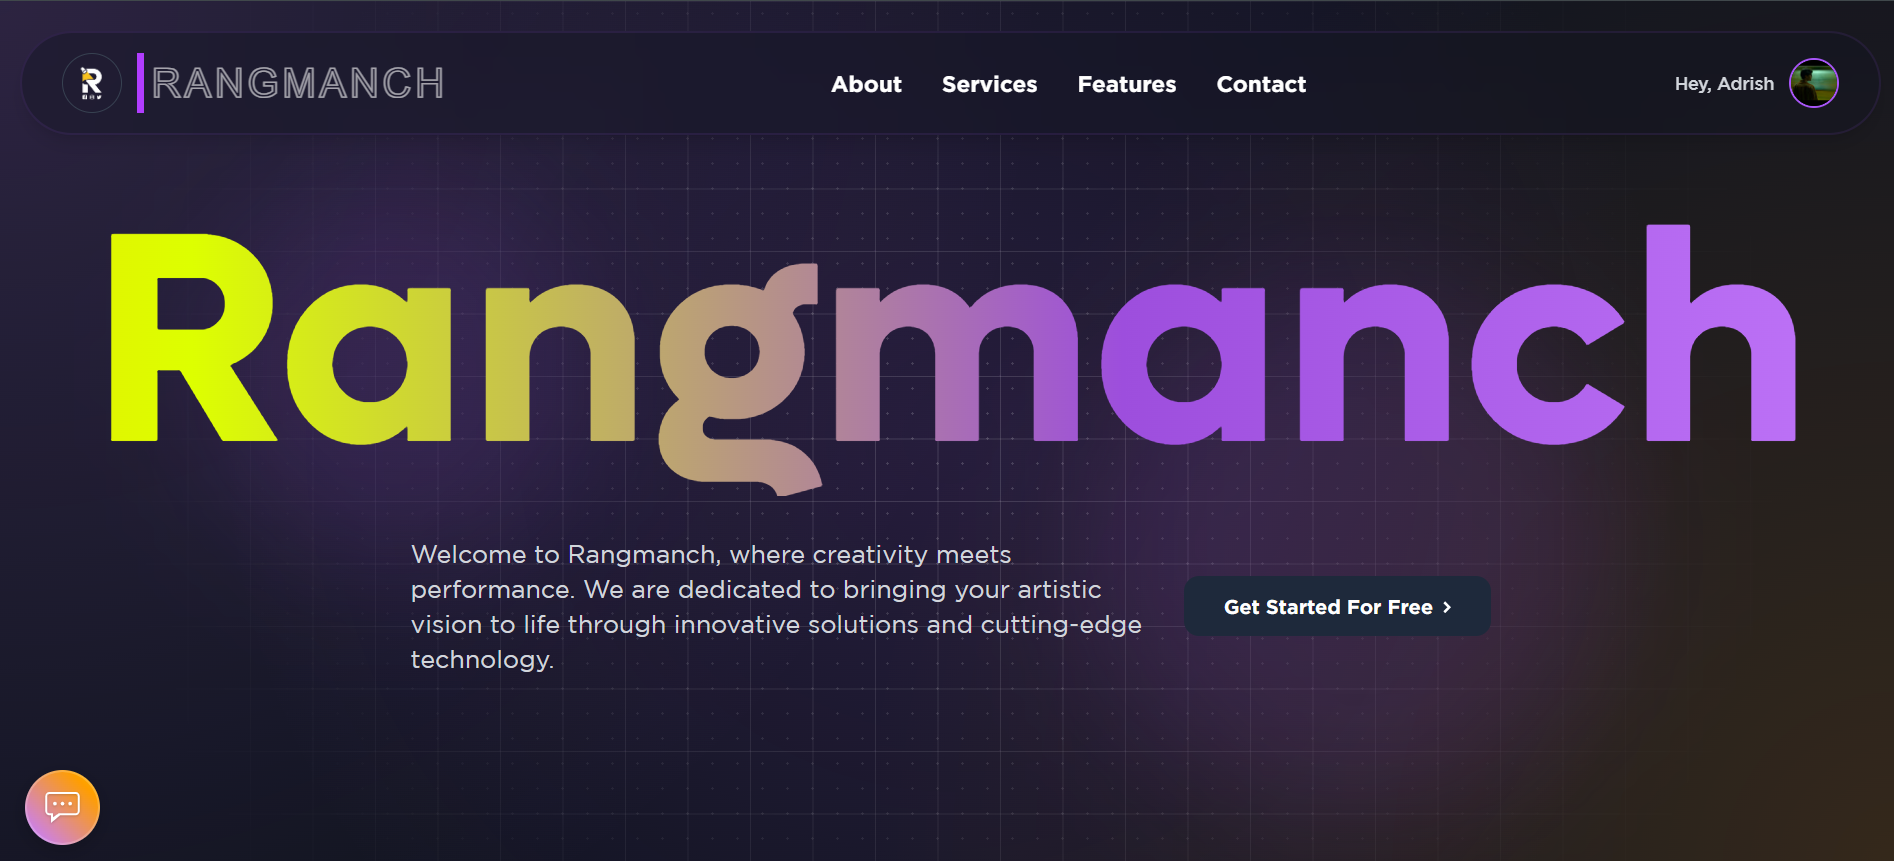 R
RANGMANCH
About
Services
Features
Contact
Hey, Adrish
Rangmanch
Welcome to Rangmanch, where creativity meets
performance. We are dedicated to bringing your artistic
vision to life through innovative solutions and cutting-edge
technology.
Get Started For Free >